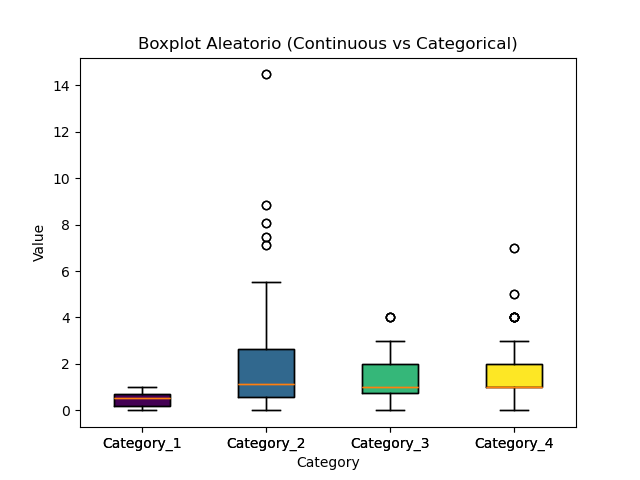 Boxplot Aleatorio (Continuous vs Categorical)
14
12
10
8
6
4
2
0
Value
Category_1 Category_2 Category_3 Category_4
Category